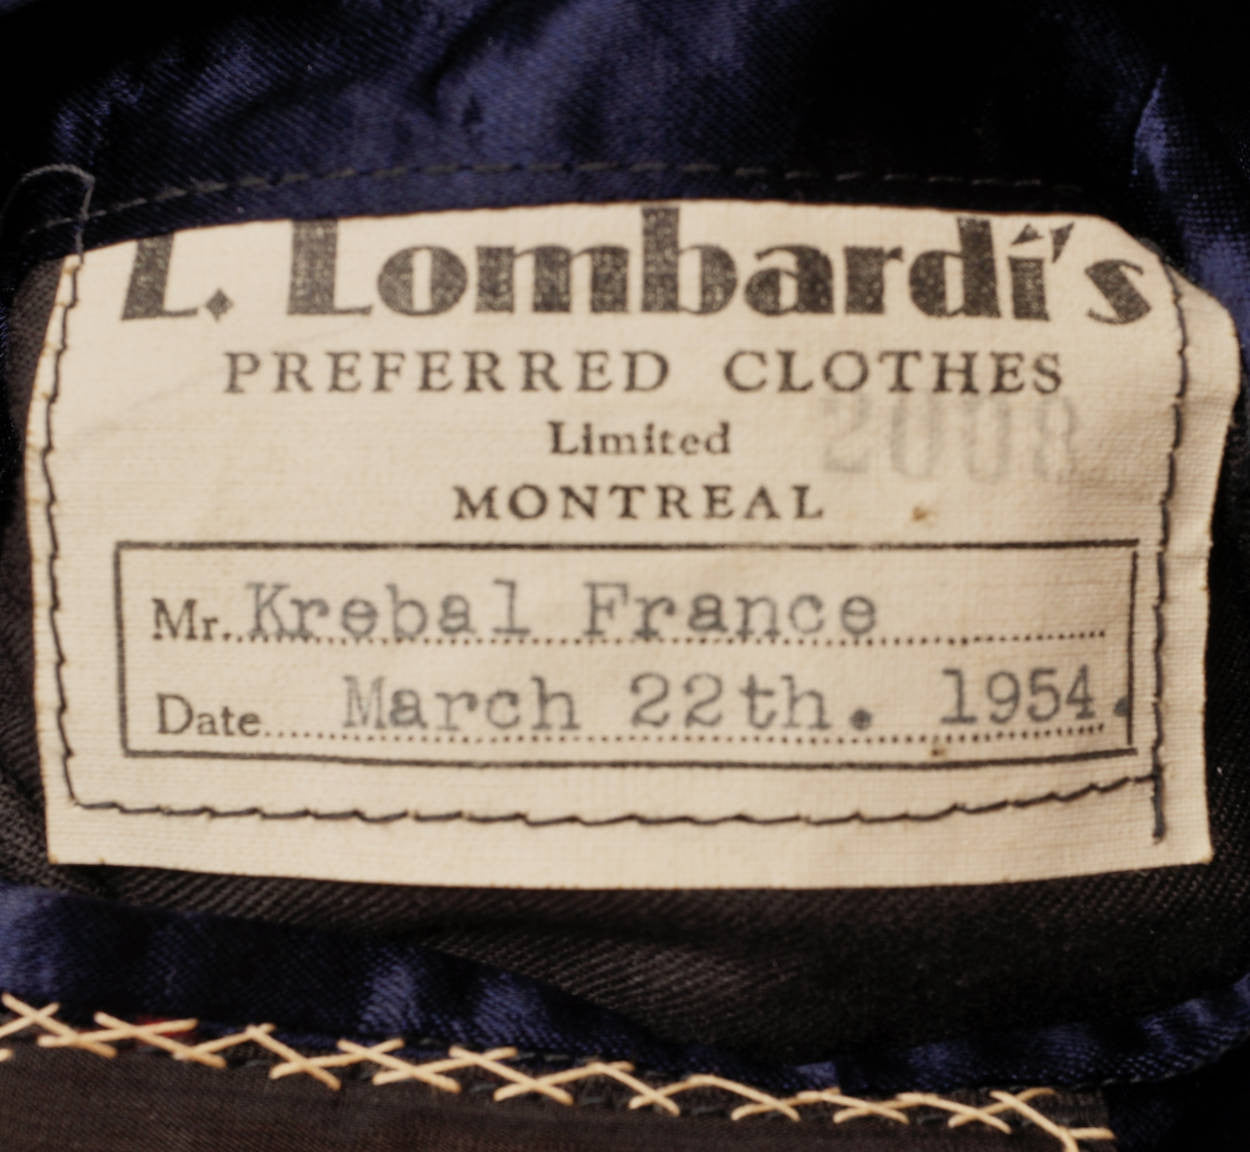 L. Lombardi's
PREFERRED CLOTHES
2008
Limited
MONTREAL
Mr. Krebal France
Date March 22th. 1954.